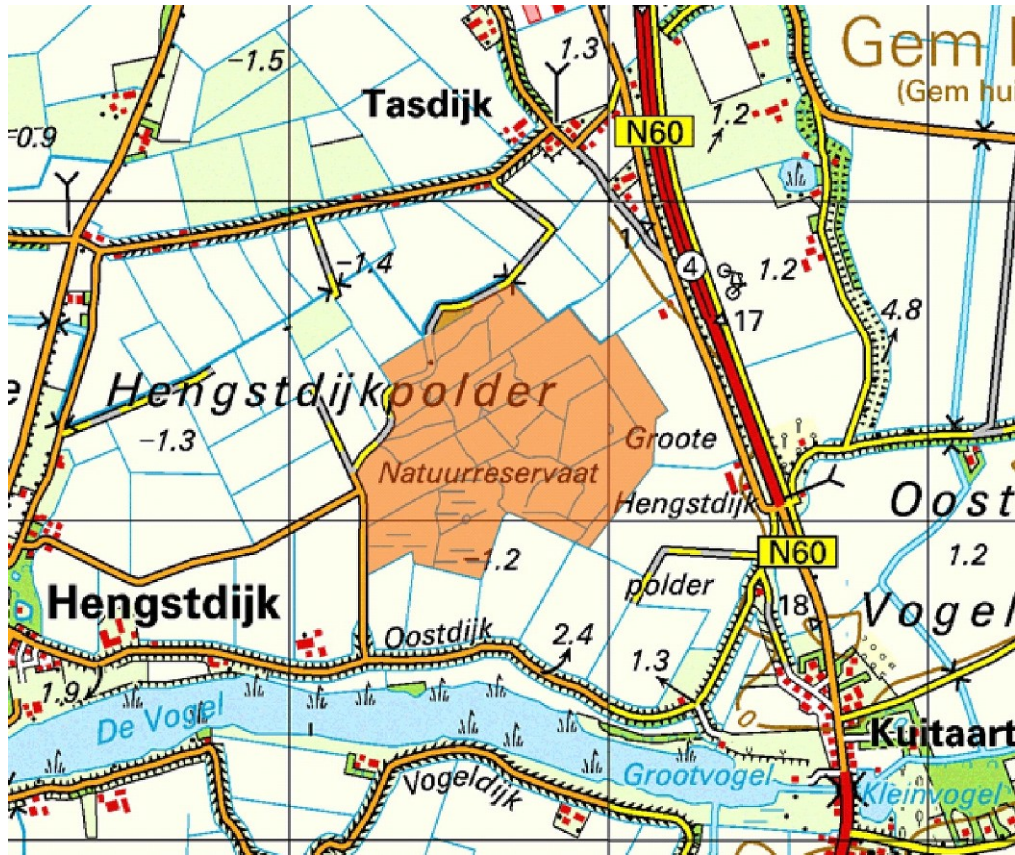 1.3
-1.5
Gem
(Gem hui
Tasdijk
N60
1.2
-0.9
-1.4
4
1.2
17
4.8
Hengstdijkpolder
e
-1.3
Groote
Natuurreservaat
Hengstdijk
Oost
N60
1.2
-1.2
polder
Hengstdijk
18
Vogel
Oostdijk
2.4
1.3
1.9
De Vogel
0
Kuitaart
Grootvogel
Vogeldijk
Kleinvogel